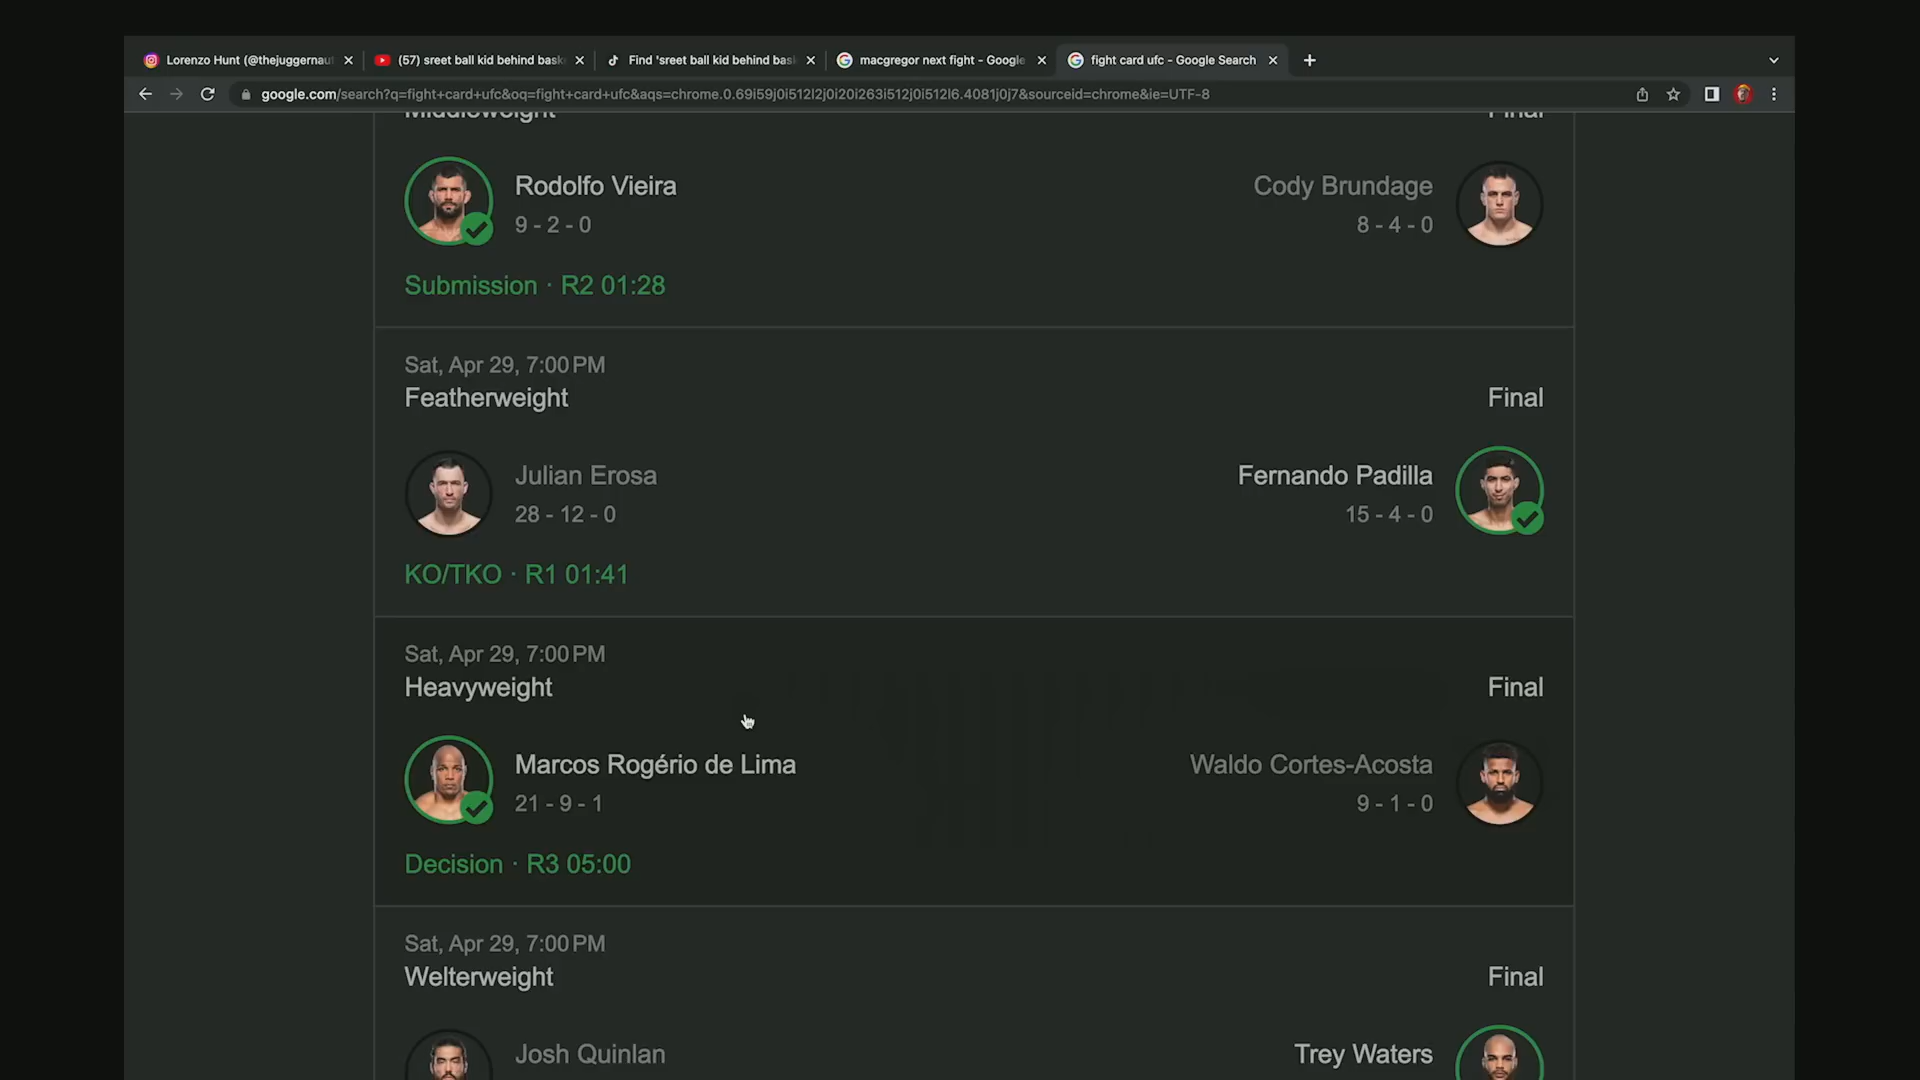 Lorenzo Hunt (@thejuggernau
(57) sreet ball kid behind bask
Find 'sreet ball kid behind bas
macgregor next fight - Google
fight card ufc - Google Search
google.com/search?q=fight+card+ufc&oq=fight+card+ufc&aqs=chrome.0.69i59j0i512l2j0i20i263i512j0i512l6.4081j0j7&sourceid=chrome&ie=UTF-8
Middleweight
Final
Rodolfo Vieira
Cody Brundage
9 - 2 - 0
8 - 4 - 0
Submission · R2 01:28
Sat, Apr 29, 7:00 PM
Featherweight
Final
Julian Erosa
Fernando Padilla
28 - 12 - 0
15 - 4 - 0
KO/TKO · R1 01:41
Sat, Apr 29, 7:00 PM
Heavyweight
Final
Marcos Rogério de Lima
Waldo Cortes-Acosta
21 - 9 - 1
9 - 1 - 0
Decision · R3 05:00
Sat, Apr 29, 7:00 PM
Welterweight
Final
Josh Quinlan
Trey Waters